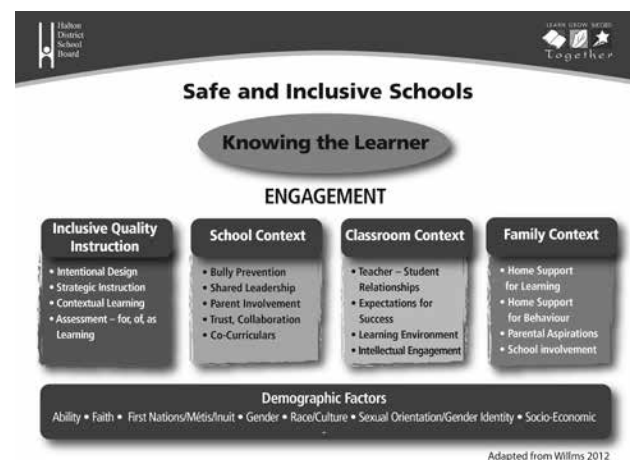 Halton
District
School
Board
LEARN GROW SUCCEED
Together
Safe and Inclusive Schools
Knowing the Learner
ENGAGEMENT
Inclusive Quality
Instruction
• Intentional Design
• Strategic Instruction
• Contextual Learning
• Assessment – for, of, as
Learning
School Context
• Bully Prevention
• Shared Leadership
• Parent Involvement
• Trust, Collaboration
• Co-Curriculars
Classroom Context
• Teacher – Student
Relationships
• Expectations for
Success
• Learning Environment
• Intellectual Engagement
Family Context
• Home Support
for Learning
• Home Support
for Behaviour
• Parental Aspirations
• School involvement
Demographic Factors
Ability • Faith • First Nations/Métis/Inuit • Gender • Race/Culture • Sexual Orientation/Gender Identity • Socio-Economic
Adapted from Willms 2012